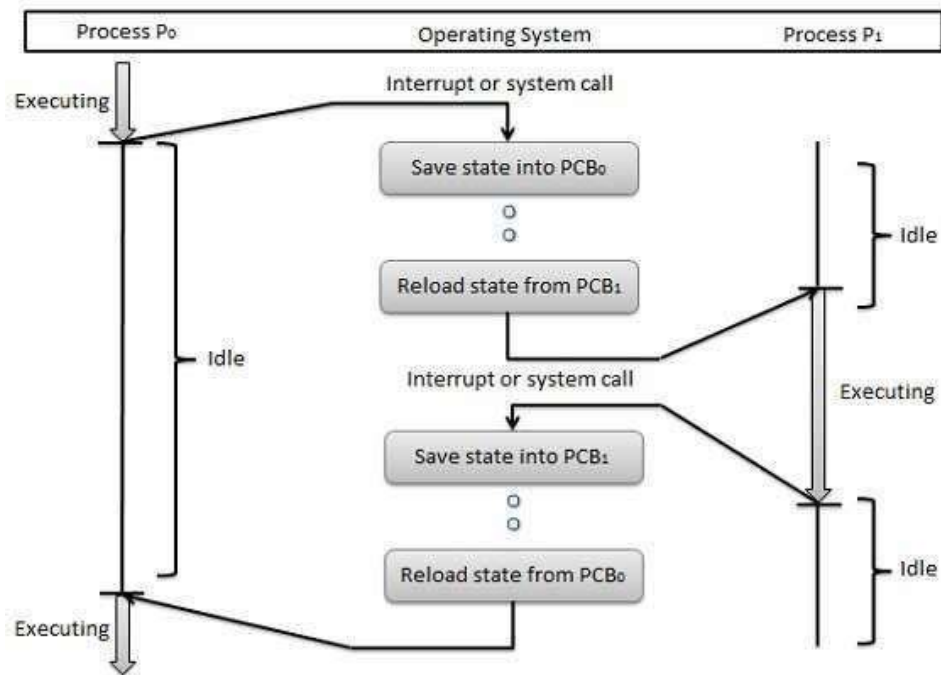 Process P₀
Operating System
Process P₁
Interrupt or system call
Executing
Save state into PCB₀
Idle
Reload state from PCB₁
Idle
Interrupt or system call
Executing
Save state into PCB₁
Idle
Reload state from PCB₀
Executing